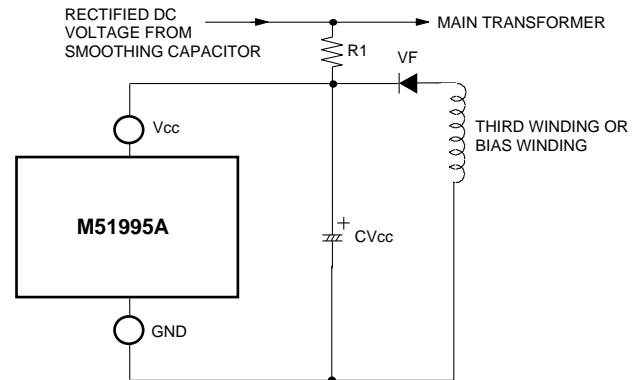 RECTIFIED DC
VOLTAGE FROM
SMOOTHING CAPACITOR
MAIN TRANSFORMER
R1
VF
THIRD WINDING OR
BIAS WINDING
Vcc
M51995A
+
CVcc
GND